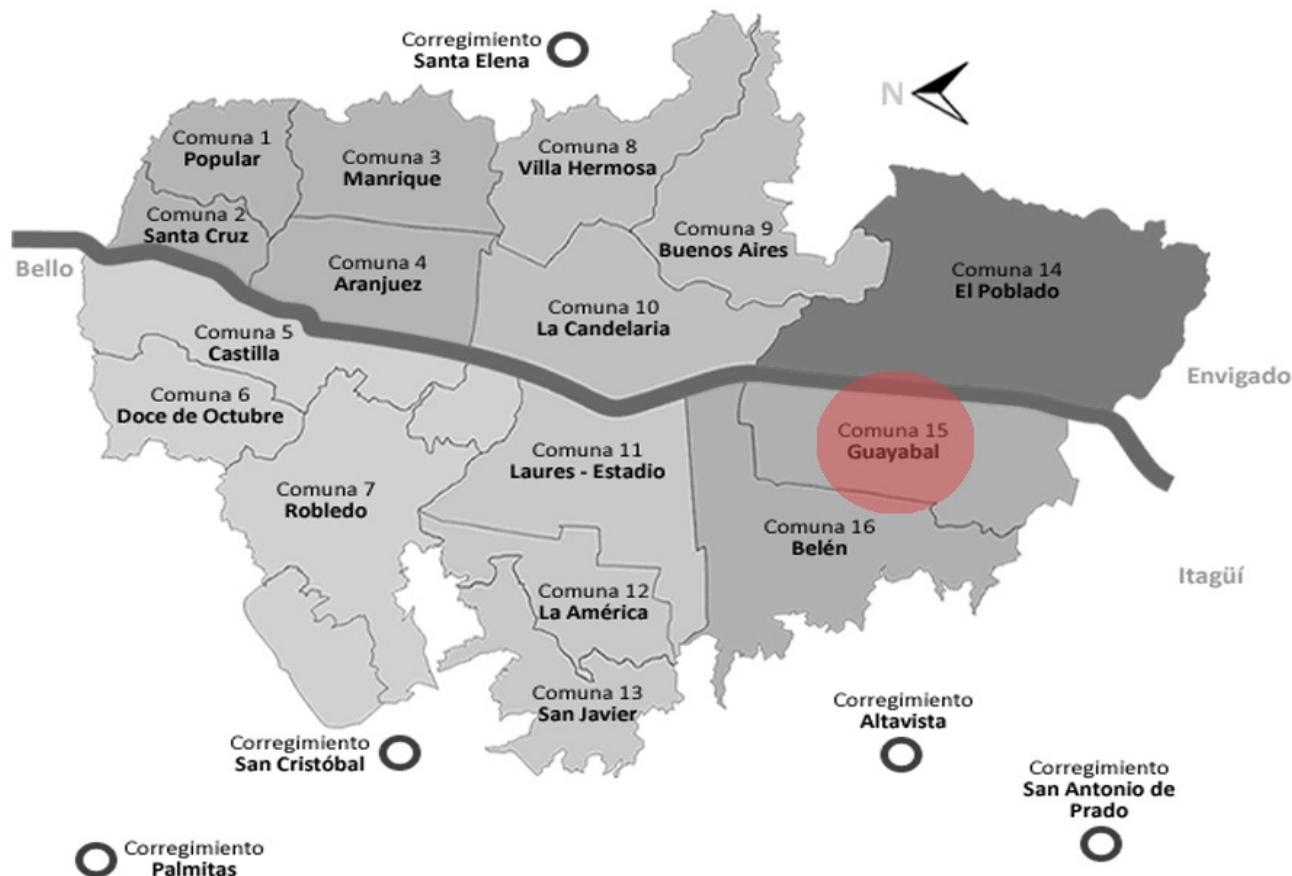 Corregimiento
Santa Elena
N
Comuna 1
Popular
Comuna 3
Manrique
Comuna 8
Villa Hermosa
Comuna 2
Santa Cruz
Comuna 9
Buenos Aires
Bello
Comuna 4
Aranjuez
Comuna 14
El Poblado
Comuna 10
La Candelaria
Comuna 5
Castilla
Envigado
Comuna 6
Doce de Octubre
Comuna 15
Guayabal
Comuna 11
Laures - Estadio
Comuna 7
Robledo
Comuna 16
Belén
Itagüí
Comuna 12
La América
Comuna 13
San Javier
Corregimiento
Altavista
Corregimiento
San Cristóbal
Corregimiento
San Antonio de
Prado
Corregimiento
Palmitas